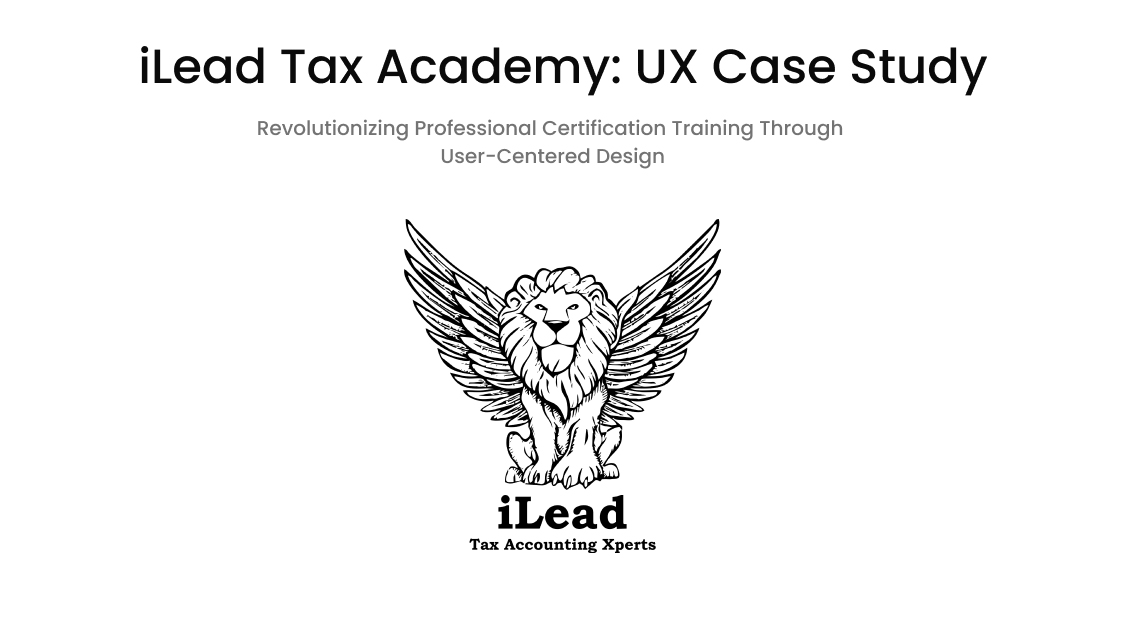 iLead Tax Academy: UX Case Study
Revolutionizing Professional Certification Training Through
User-Centered Design
iLead
Tax Accounting Xperts